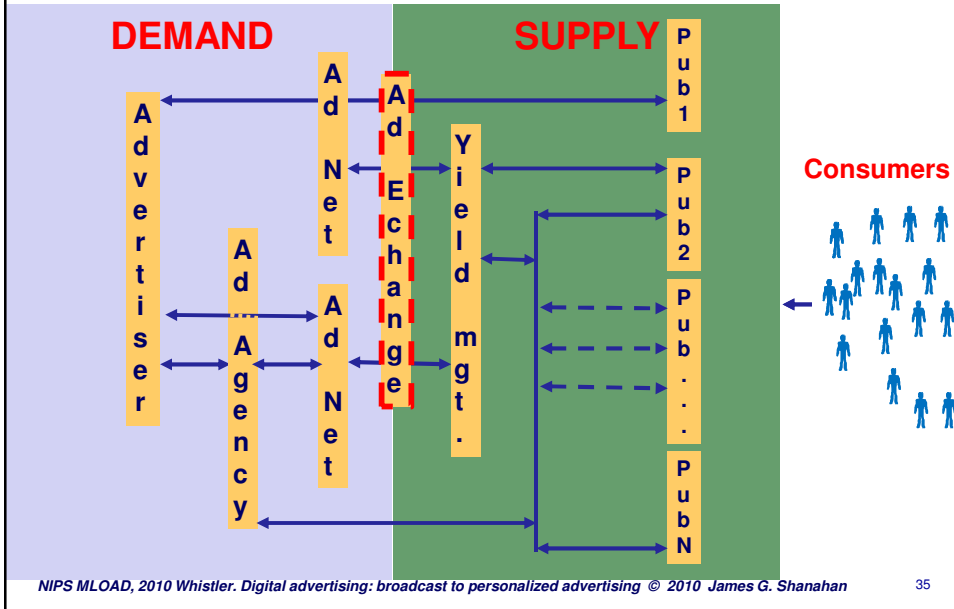 DEMAND
SUPPLY
Advertiser
Ad Agency
...
Ad Net
Ad Net
Ad Echange
Yield mgt.
Pub1
Pub2
Pub...
PubN
Consumers
NIPS MLOAD, 2010 Whistler. Digital advertising: broadcast to personalized advertising © 2010 James G. Shanahan
35